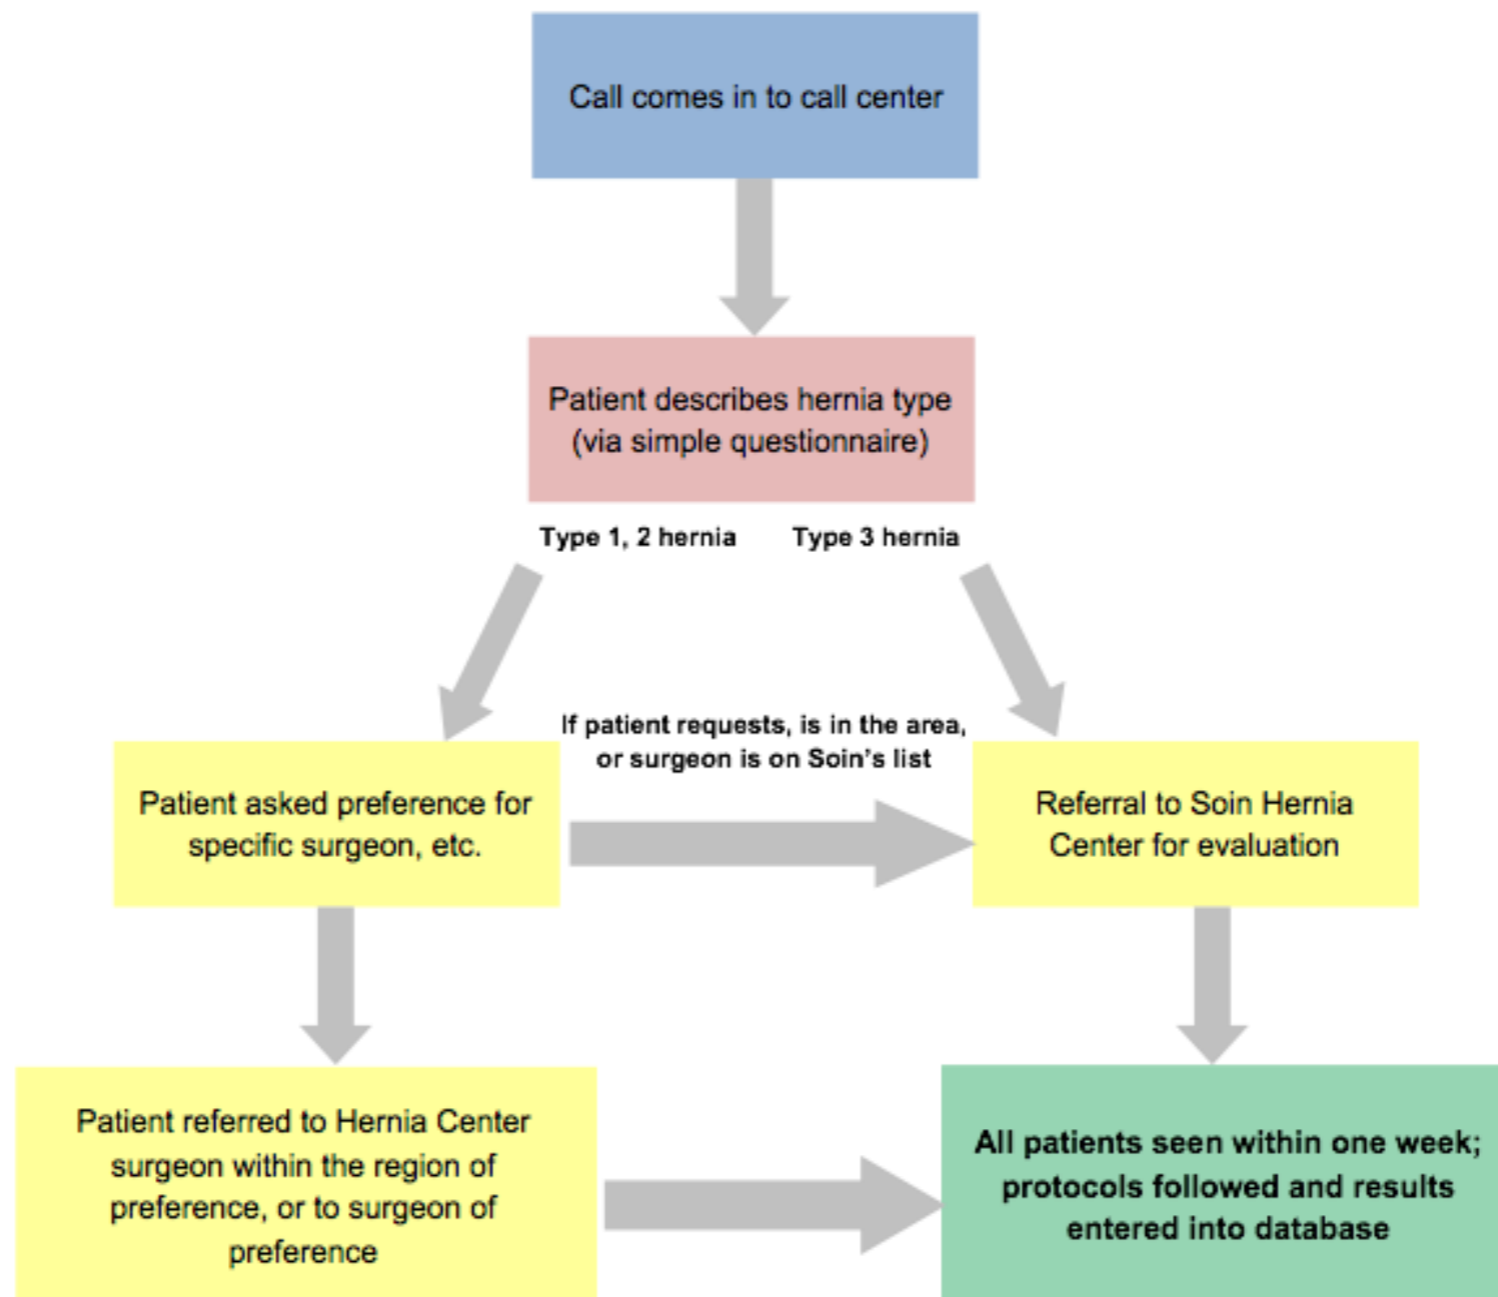 Call comes in to call center
Patient describes hernia type
(via simple questionnaire)
Type 1, 2 hernia
Type 3 hernia
If patient requests, is in the area,
or surgeon is on Soin's list
Patient asked preference for
specific surgeon, etc.
Referral to Soin Hernia
Center for evaluation
Patient referred to Hernia Center
surgeon within the region of
preference, or to surgeon of
preference
All patients seen within one week;
protocols followed and results
entered into database